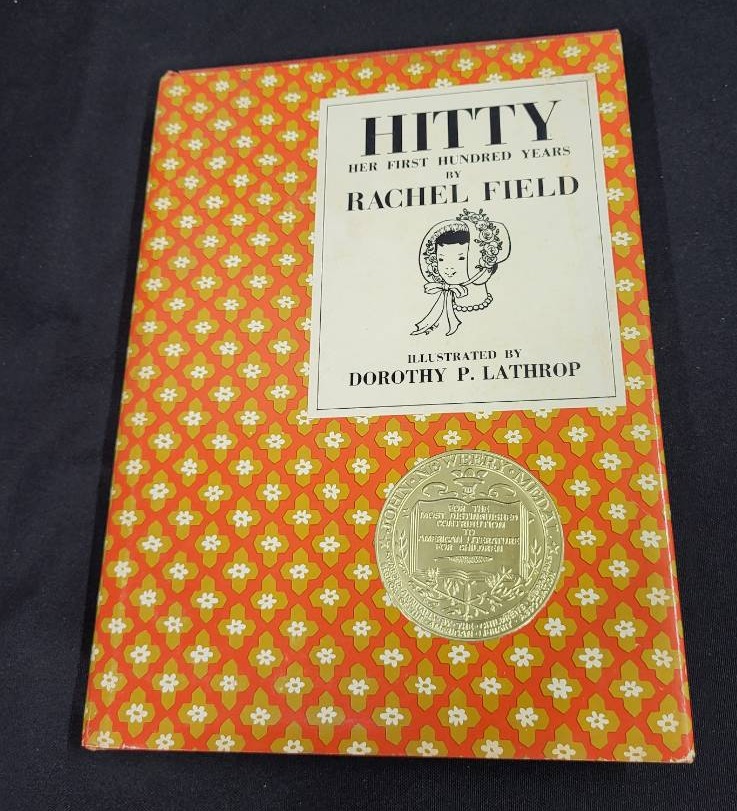 HITTY
HER FIRST HUNDRED YEARS
BY
RACHEL FIELD
ILLUSTRATED BY
DOROTHY P. LATHROP
JOHN·NEWBERY·MEDAL
FOR THE
MOST DISTINGUISHED
CONTRIBUTION
TO
AMERICAN LITERATURE
FOR CHILDREN